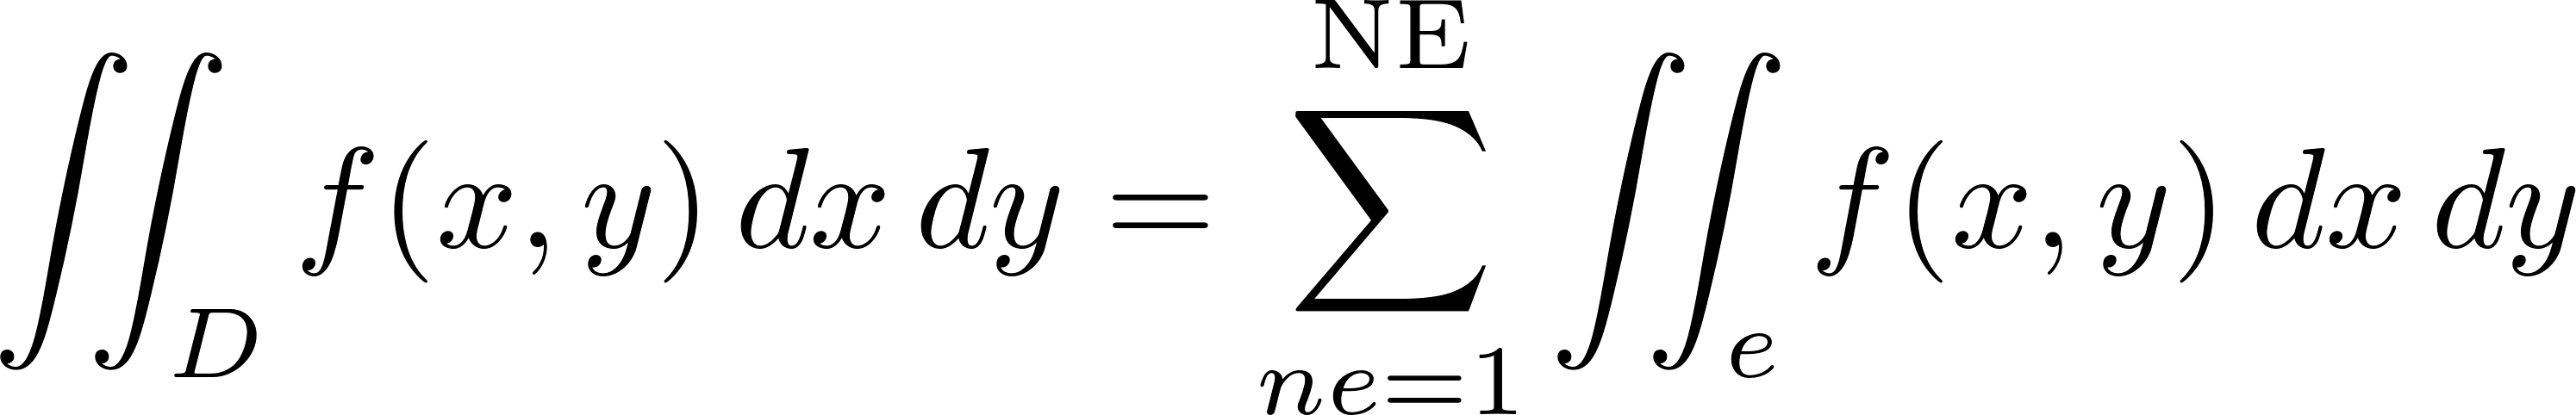 ∬_D f(x, y) dx dy = ∑_{ne=1}^{NE} ∬_e f(x, y) dx dy